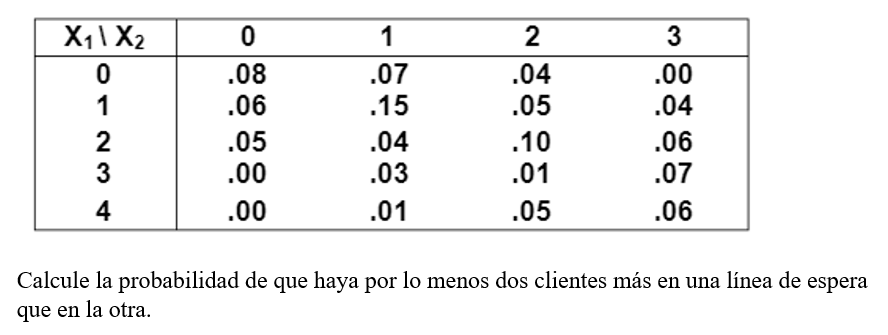 X₁ \ X₂ 0 1 2 3
0 .08 .07 .04 .00
1 .06 .15 .05 .04
2 .05 .04 .10 .06
3 .00 .03 .01 .07
4 .00 .01 .05 .06
Calcule la probabilidad de que haya por lo menos dos clientes más en una línea de espera
que en la otra.